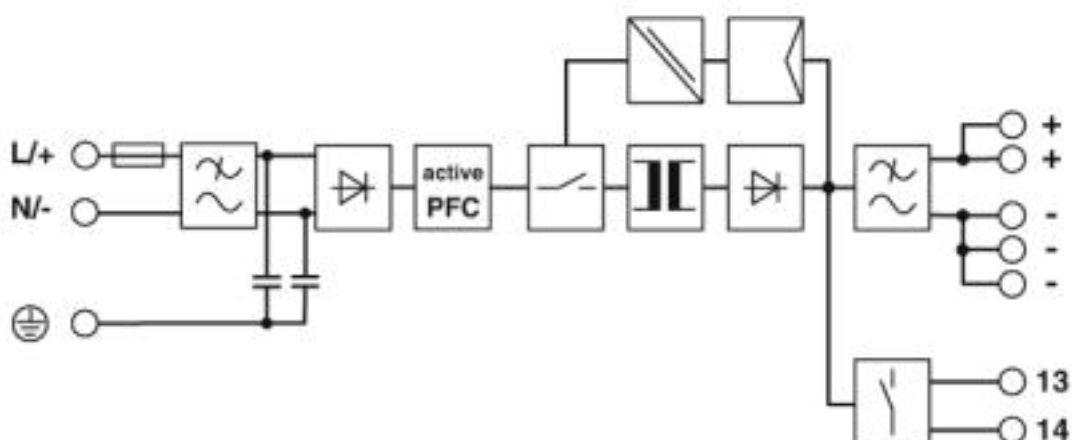 L/+
N/-
active
PFC
+
+
-
-
-
13
14